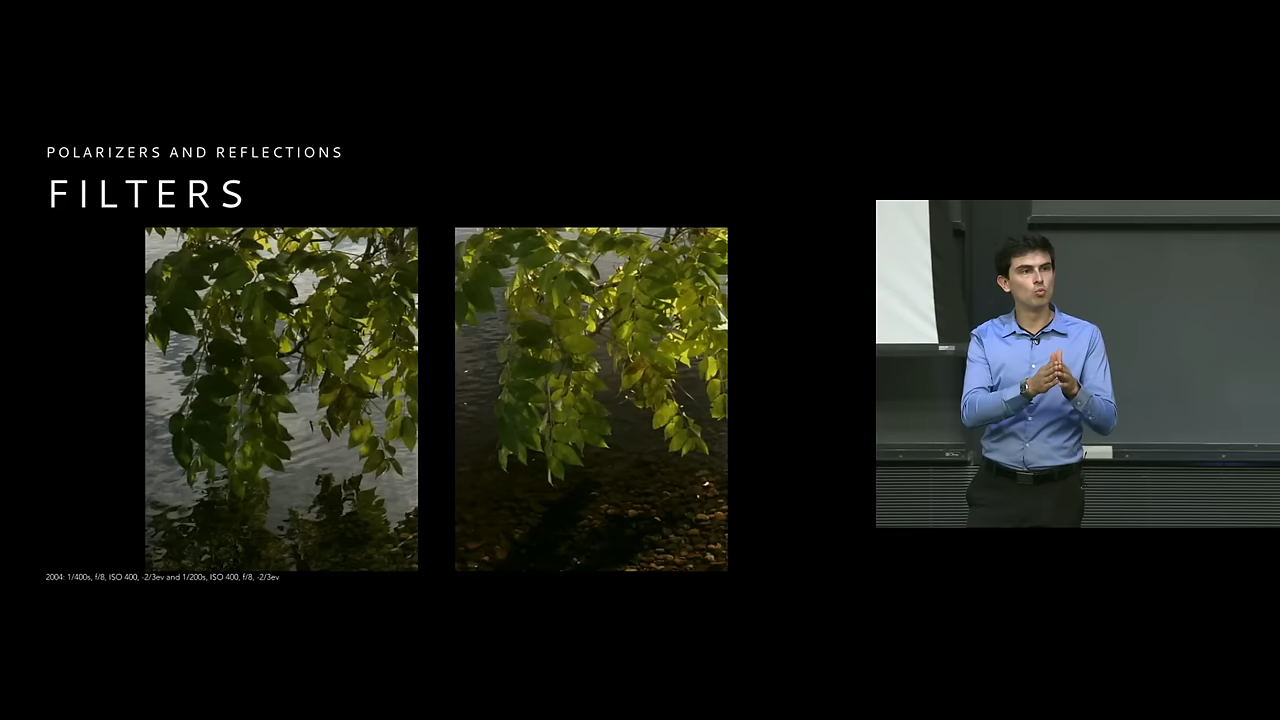 POLARIZERS AND REFLECTIONS
FILTERS
2004: 1/400s, f/8, ISO 400, -2/3ev and 1/200s, ISO 400, f/8, -2/3ev